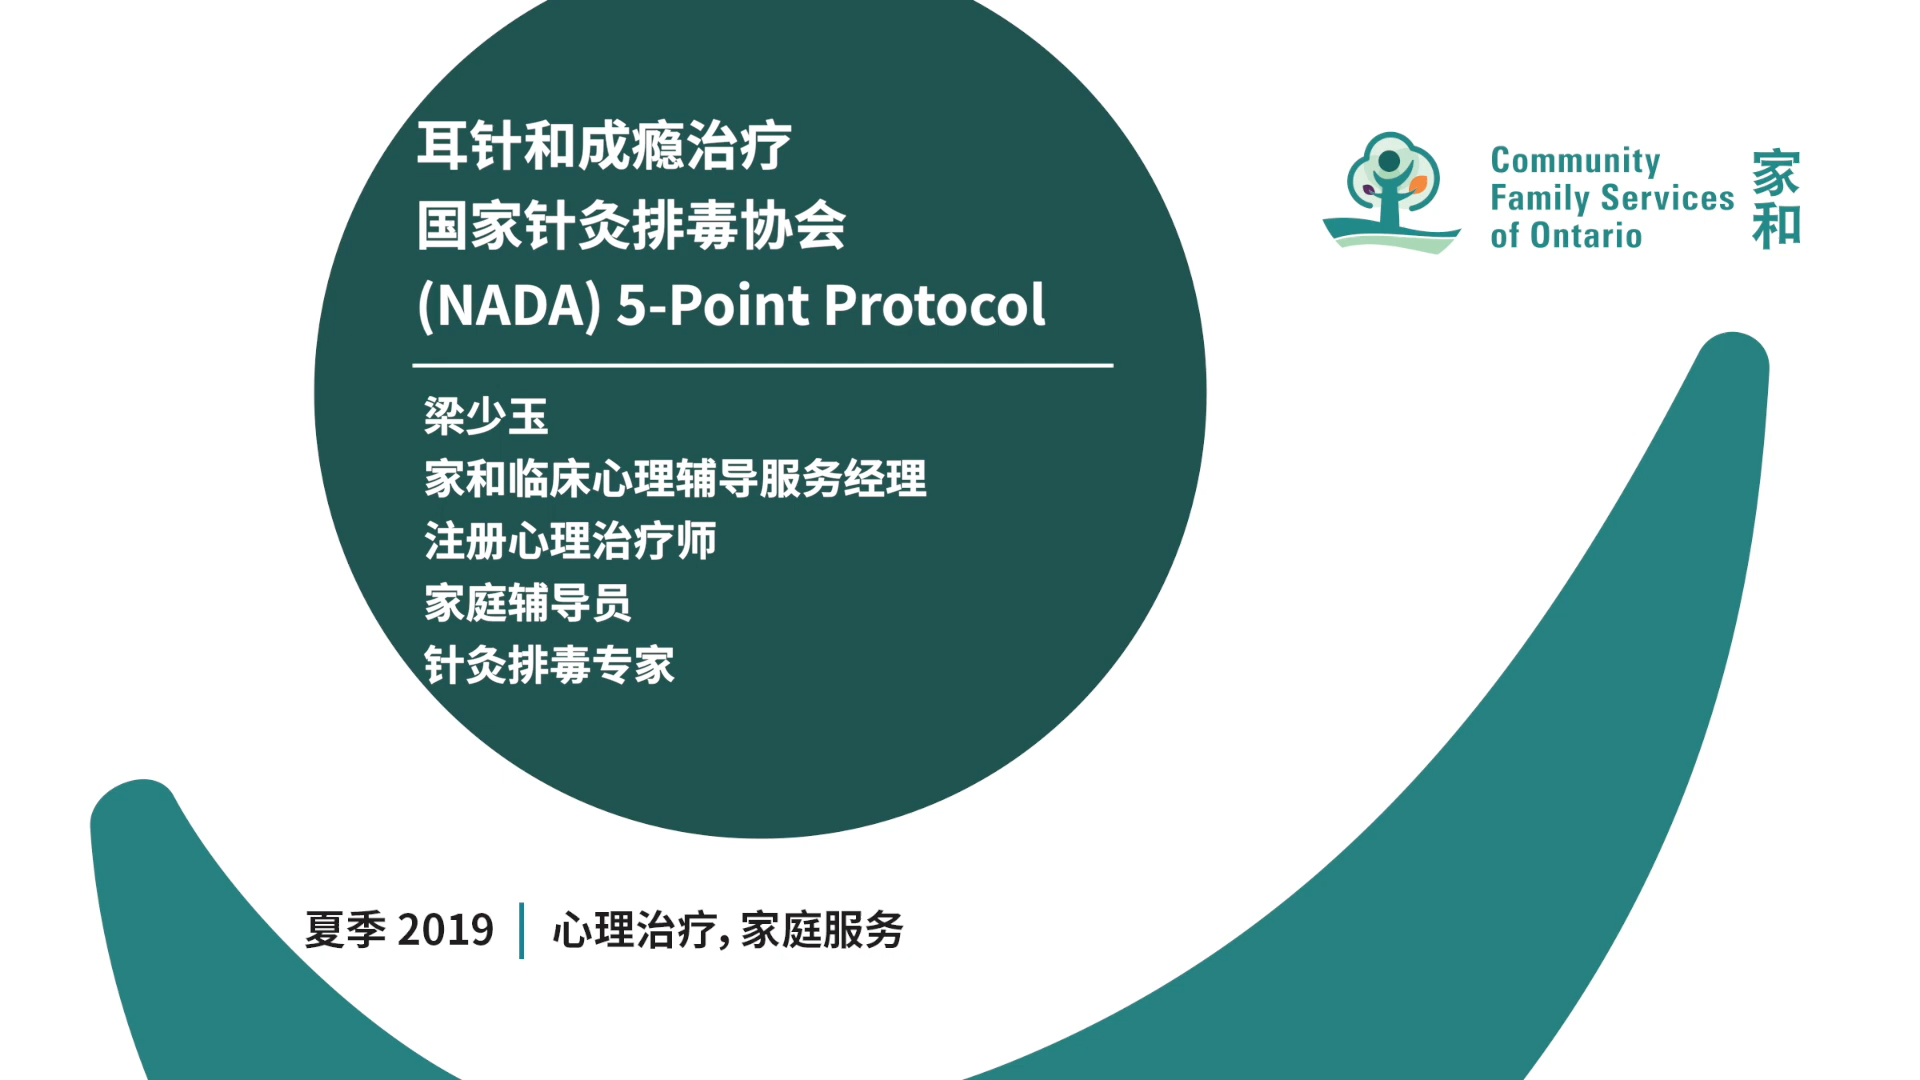 耳针和成瘾治疗
国家针灸排毒协会
(NADA) 5-Point Protocol
梁少玉
家和临床心理辅导服务经理
注册心理治疗师
家庭辅导员
针灸排毒专家
Community
Family Services
of Ontario
家和
夏季 2019
心理治疗，家庭服务